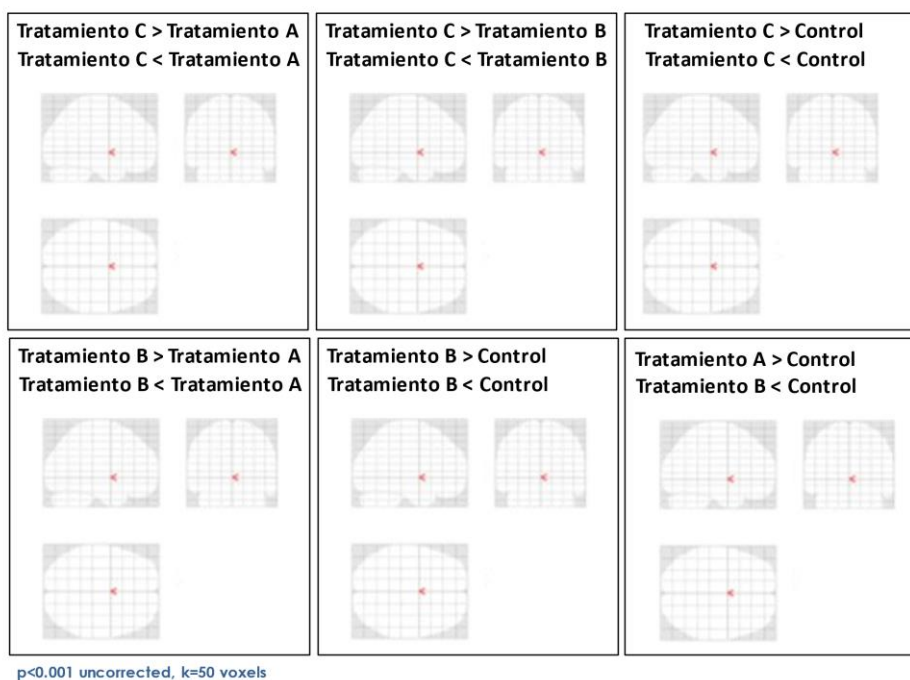 Tratamiento C > Tratamiento A
Tratamiento C < Tratamiento A
Tratamiento C > Tratamiento B
Tratamiento C < Tratamiento B
Tratamiento C > Control
Tratamiento C < Control
Tratamiento B > Tratamiento A
Tratamiento B < Tratamiento A
Tratamiento B > Control
Tratamiento B < Control
Tratamiento A > Control
Tratamiento B < Control
p<0.001 uncorrected, k=50 voxels